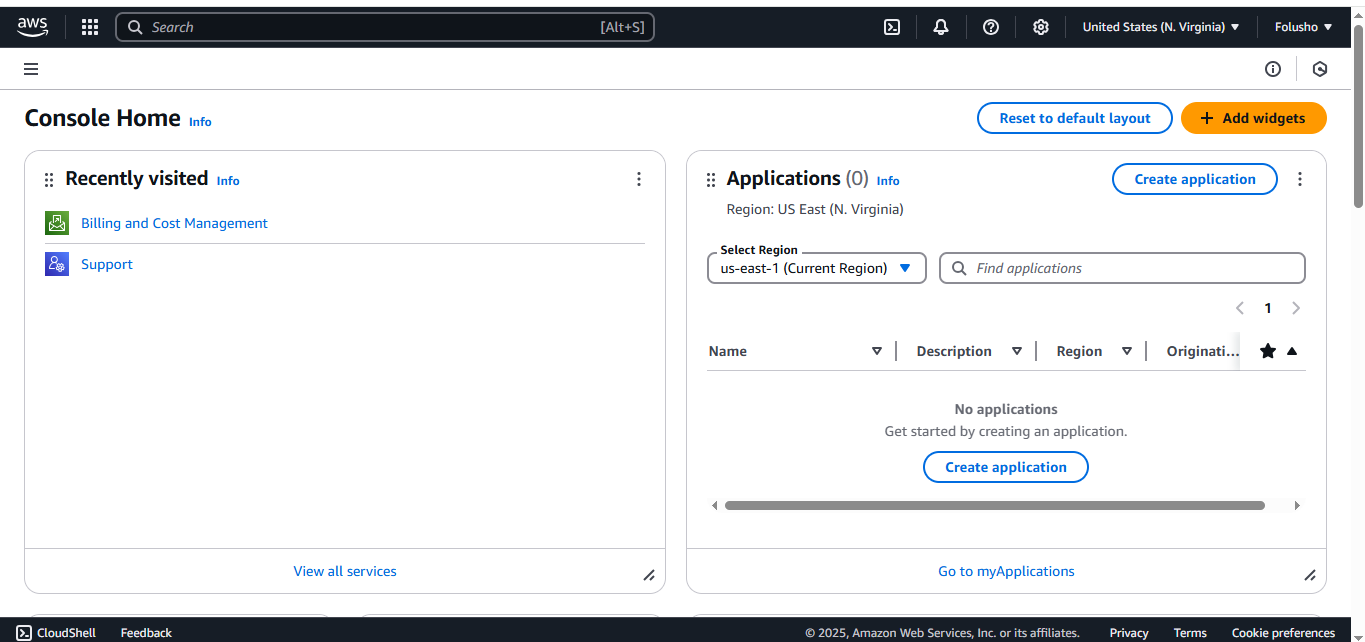 aws
Search [Alt+S]
United States (N. Virginia)
Folusho
Console Home Info
Reset to default layout
Add widgets
Recently visited Info
Billing and Cost Management
Support
View all services
Applications (0) Info
Create application
Region: US East (N. Virginia)
Select Region
us-east-1 (Current Region)
Find applications
1
Name Description Region Originati...
No applications
Get started by creating an application.
Create application
Go to myApplications
CloudShell Feedback © 2025, Amazon Web Services, Inc. or its affiliates. Privacy Terms Cookie preferences